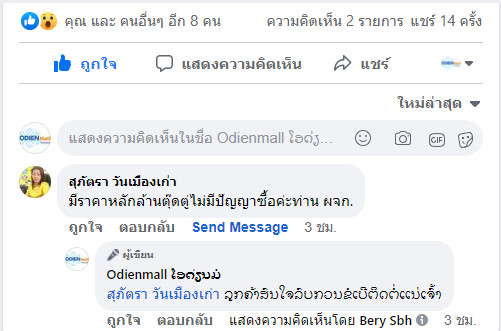 คุณ และ คนอื่นๆ อีก 8 คน ความคิดเห็น 2 รายการ แชร์ 14 ครั้ง
ถูกใจ แสดงความคิดเห็น แชร์
ใหม่ล่าสุด
แสดงความคิดเห็นในชื่อ Odienmall ໂອດ່ຽ...
สุภัตรา วันเมืองเก่า
มีราคาหลักล้านตุ๊ดตู่ไม่มีปัญญาซื้อค่ะท่าน ผจก.
ถูกใจ ตอบกลับ Send Message 3 ชม.
ผู้เขียน
Odienmall ໂອດ່ຽນມໍ
สุภัตรา วันเมืองเก่า ລູກຄ້າສົນໃຈລົບກວນຂໍເບີຕິດຕໍ່ແນ່ເຈົ້າ
ถูกใจ ตอบกลับ แสดงความคิดเห็นโดย Bery Sbh 3 ชม.